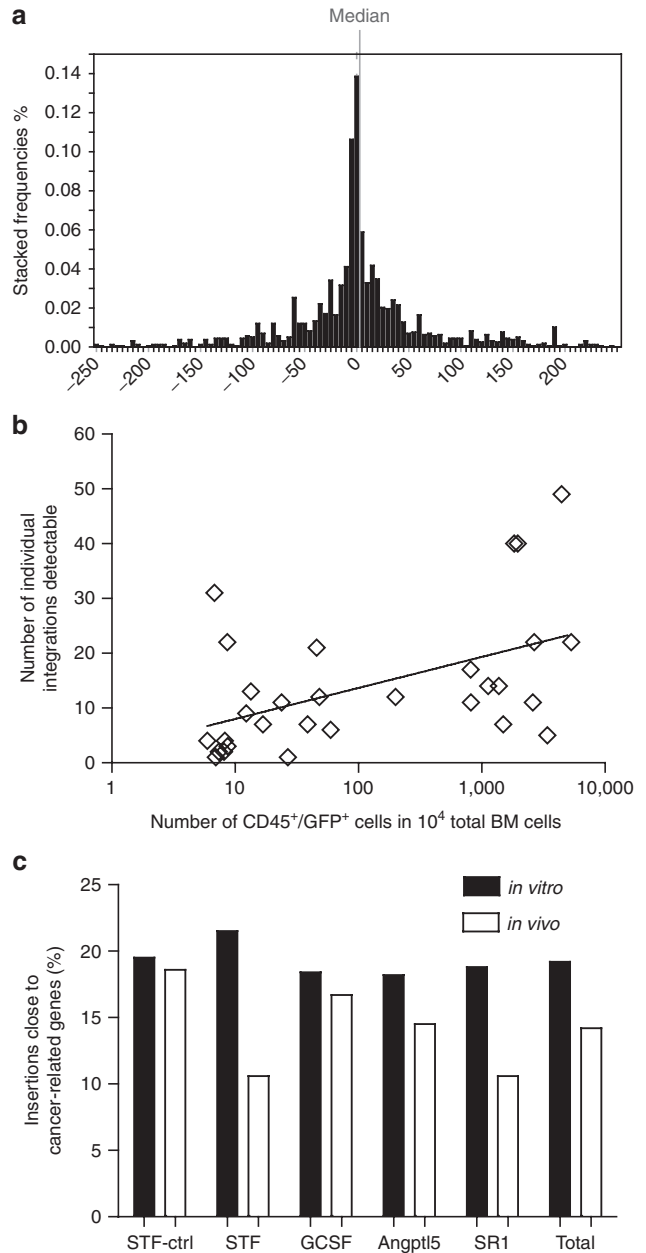 a
Median
Stacked frequencies %
0.14
0.12
0.10
0.08
0.06
0.04
0.02
0.00
–250
–200
–150
–100
–50
0
50
100
150
200
b
Number of individual
integrations detectable
60
50
40
30
20
10
0
1
10
100
1,000
10,000
Number of CD45⁺/GFP⁺ cells in 10⁴ total BM cells
c
Insertions close to
cancer-related genes (%)
25
20
15
10
5
0
in vitro
in vivo
STF-ctrl
STF
GCSF
Angptl5
SR1
Total